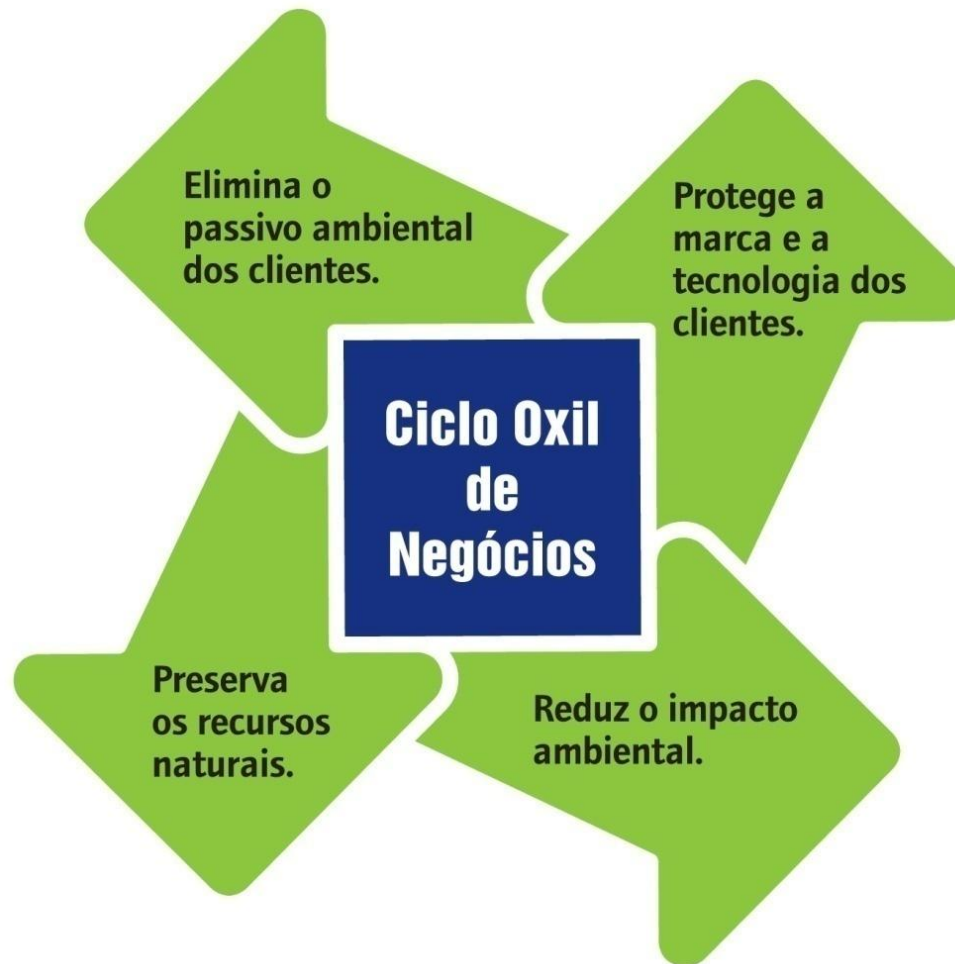 Elimina o
passivo ambiental
dos clientes.
Protege a
marca e a
tecnologia dos
clientes.
Ciclo Oxil
de
Negócios
Preserva
os recursos
naturais.
Reduz o impacto
ambiental.